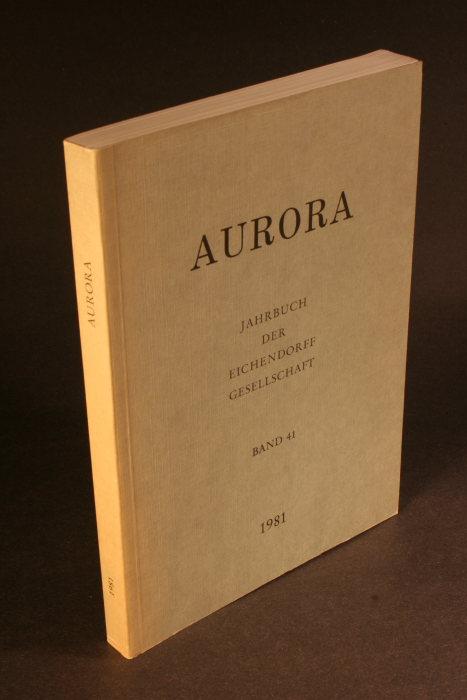 AURORA
JAHRBUCH
DER
EICHENDORFF
GESELLSCHAFT
BAND 41
1981
AURORA
1981